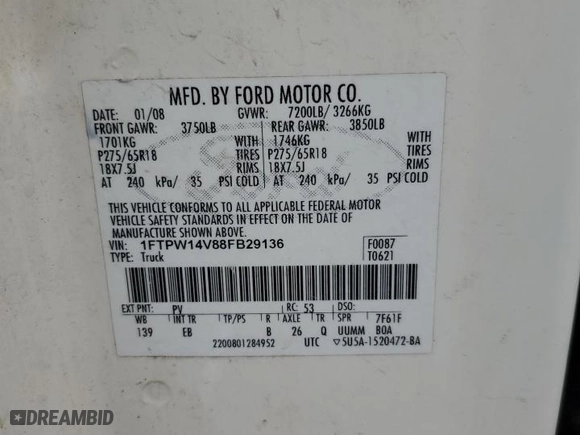 MFD. BY FORD MOTOR CO.
DATE: 01/08 GVWR: 7200LB/ 3266KG
FRONT GAWR: 3750LB REAR GAWR: 3850LB
1701KG WITH 1746KG WITH
P275/65R18 TIRES P275/65R18 TIRES
18X7.5J RIMS 18X7.5J RIMS
AT 240 kPa/ 35 PSI COLD AT 240 kPa/ 35 PSI COLD
THIS VEHICLE CONFORMS TO ALL APPLICABLE FEDERAL MOTOR
VEHICLE SAFETY STANDARDS IN EFFECT ON THE DATE OF
MANUFACTURE SHOWN ABOVE.
VIN: 1FTPW14V88FB29136 F0087
TYPE: Truck T0621
EXT PNT: PV RC: 53 DSO:
WB INT TR TP/PS R AXLE TR SPR 7F61F
139 EB B 26 Q UUMM BOA
2200801284952 UTC ▽5U5A-1520472-BA
DREAMBID